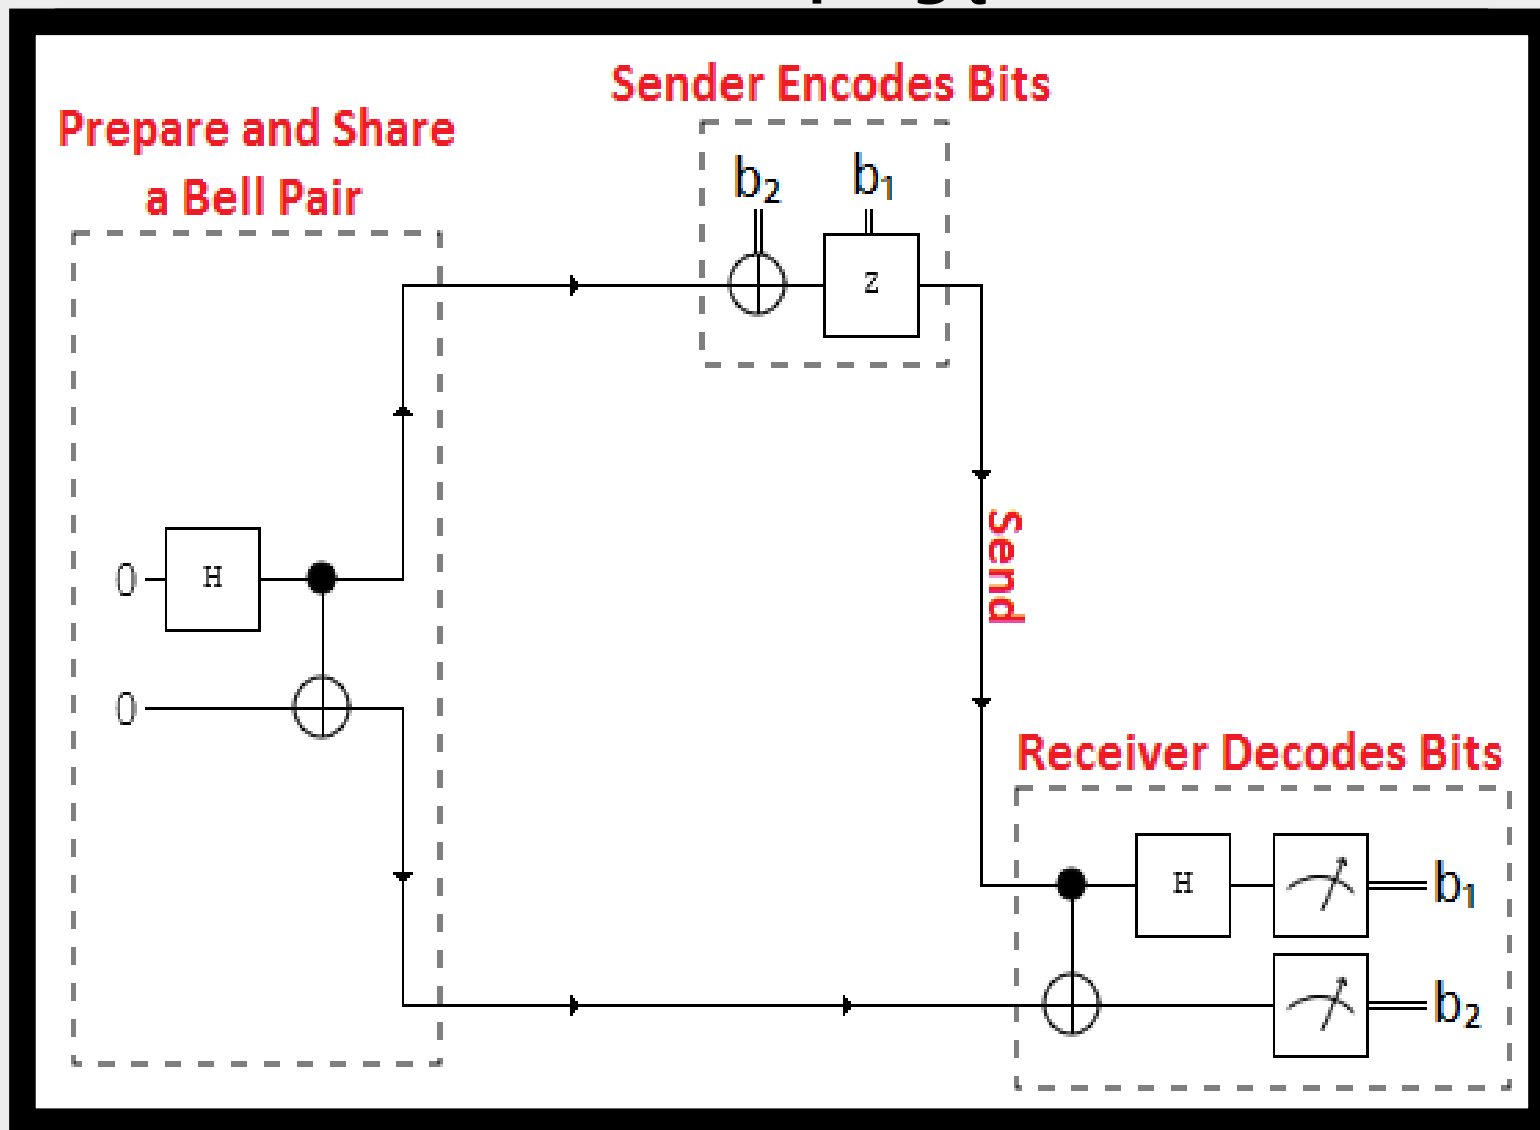 Sender Encodes Bits
Prepare and Share
a Bell Pair
b₂ b₁
Z
0 H
0
Send
Receiver Decodes Bits
H b₁
b₂